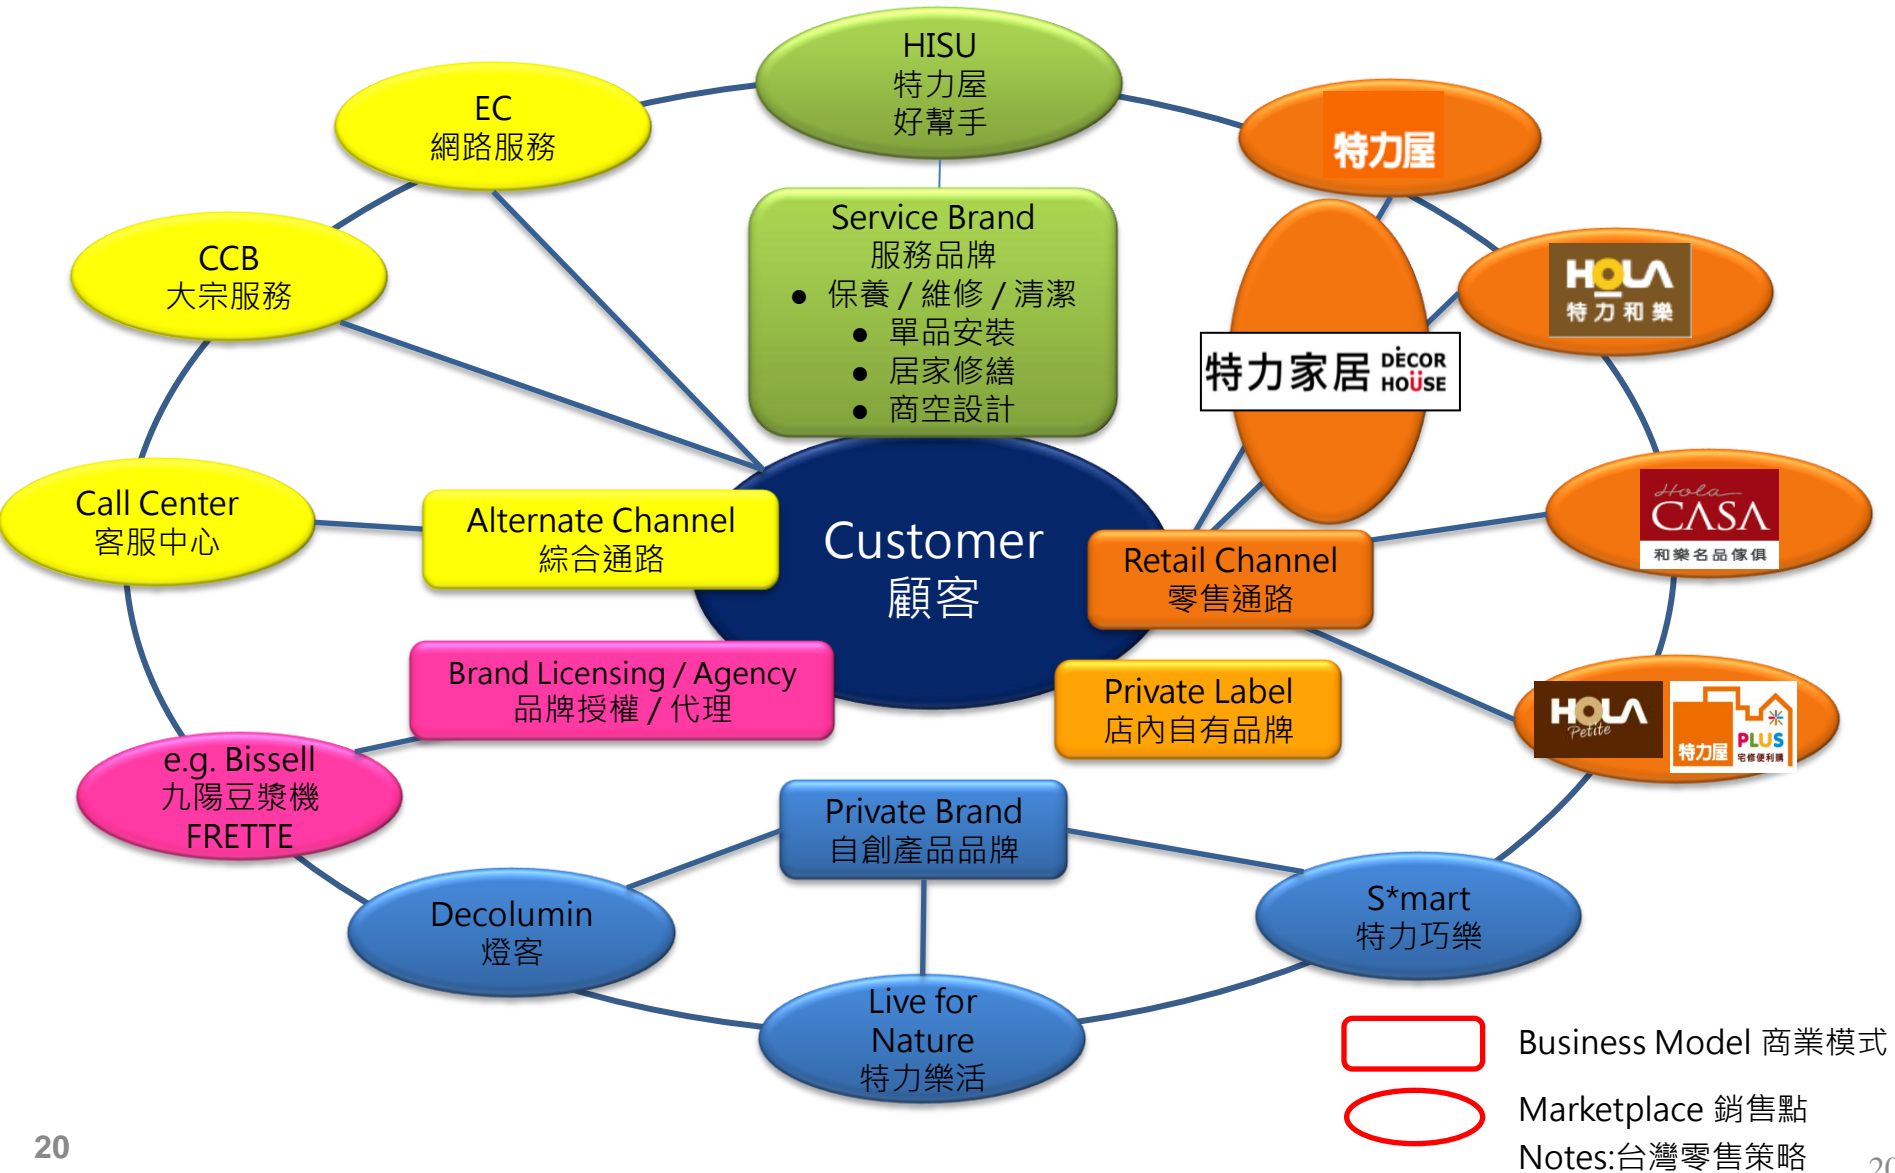 HISU
特力屋
好幫手
EC
網路服務
特力屋
Service Brand
服務品牌
● 保養 / 維修 / 清潔
● 單品安裝
● 居家修繕
● 商空設計
CCB
大宗服務
HOLA
特力和樂
特力家居 DÉCOR HOÜSE
Call Center
客服中心
Alternate Channel
綜合通路
Customer
顧客
Retail Channel
零售通路
Hola
CASA
和樂名品傢俱
Brand Licensing / Agency
品牌授權 / 代理
Private Label
店內自有品牌
HOLA
Petite
特力屋
PLUS
宅修便利購
e.g. Bissell
九陽豆漿機
FRETTE
Private Brand
自創產品品牌
Decolumin
燈客
S*mart
特力巧樂
Live for
Nature
特力樂活
Business Model 商業模式
Marketplace 銷售點
Notes:台灣零售策略
20
20